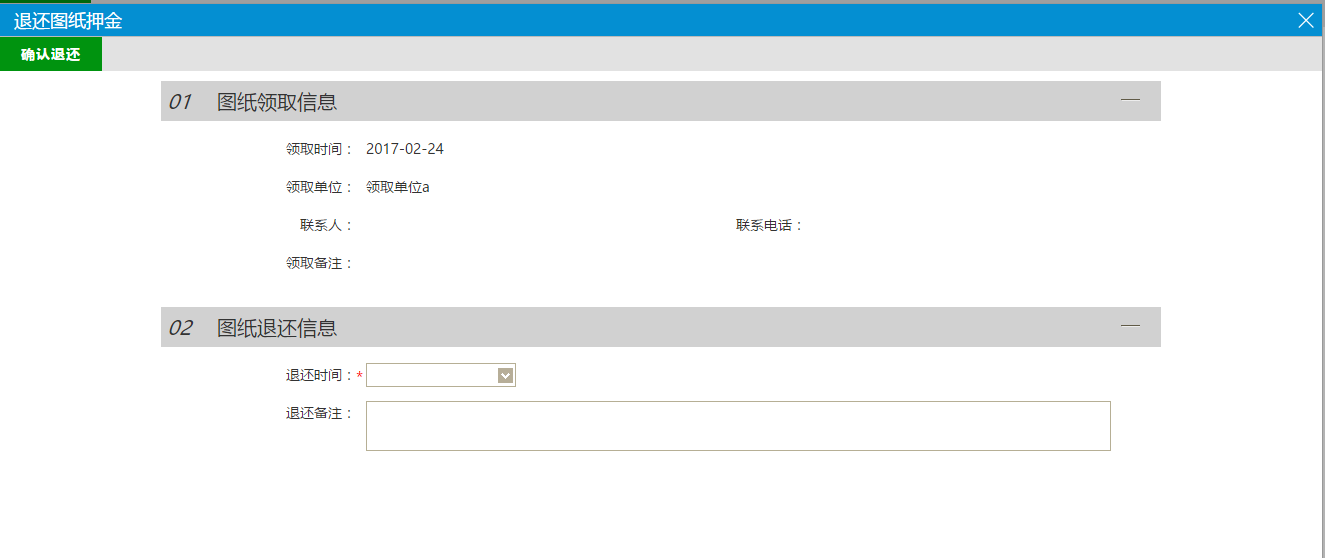 退还图纸押金
确认退还
01 图纸领取信息
领取时间： 2017-02-24
领取单位： 领取单位a
联系人： 联系电话：
领取备注：
02 图纸退还信息
退还时间：*
退还备注：